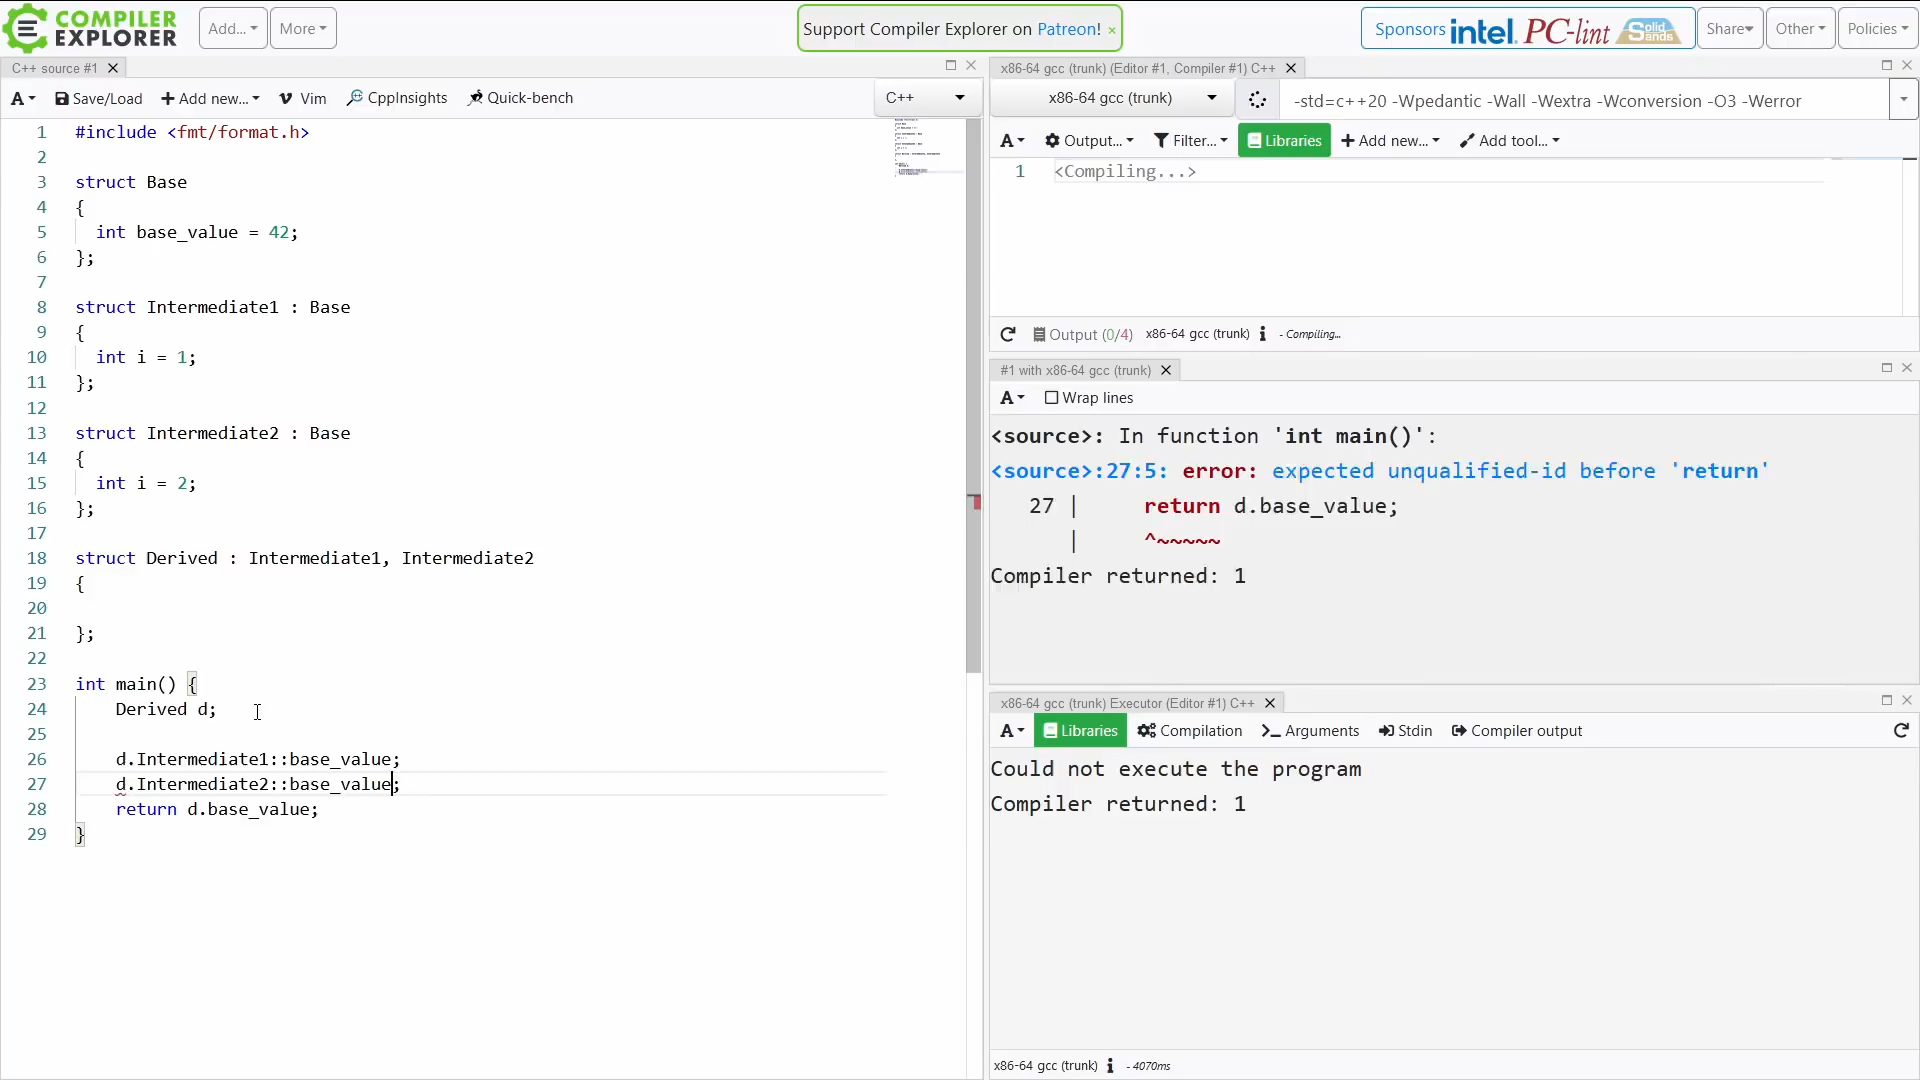 COMPILER EXPLORER
Add...
More
Support Compiler Explorer on Patreon! ×
Sponsors intel. PC-lint Solid Sands
Share
Other
Policies
C++ source #1
A
Save/Load
Add new...
Vim
CppInsights
Quick-bench
C++
1 #include <fmt/format.h>
2
3 struct Base
4 {
5 int base_value = 42;
6 };
7
8 struct Intermediate1 : Base
9 {
10 int i = 1;
11 };
12
13 struct Intermediate2 : Base
14 {
15 int i = 2;
16 };
17
18 struct Derived : Intermediate1, Intermediate2
19 {
20
21 };
22
23 int main() {
24 Derived d;
25
26 d.Intermediate1::base_value;
27 d.Intermediate2::base_value;
28 return d.base_value;
29 }
x86-64 gcc (trunk) (Editor #1, Compiler #1) C++
x86-64 gcc (trunk)
-std=c++20 -Wpedantic -Wall -Wextra -Wconversion -O3 -Werror
A
Output...
Filter...
Libraries
Add new...
Add tool...
1 <Compiling...>
Output (0/4) x86-64 gcc (trunk) i - Compiling...
#1 with x86-64 gcc (trunk)
A
Wrap lines
<source>: In function 'int main()':
<source>:27:5: error: expected unqualified-id before 'return'
27 | return d.base_value;
| ^~~~~~
Compiler returned: 1
x86-64 gcc (trunk) Executor (Editor #1) C++
A
Libraries
Compilation
Arguments
Stdin
Compiler output
Could not execute the program
Compiler returned: 1
x86-64 gcc (trunk) i - 4070ms